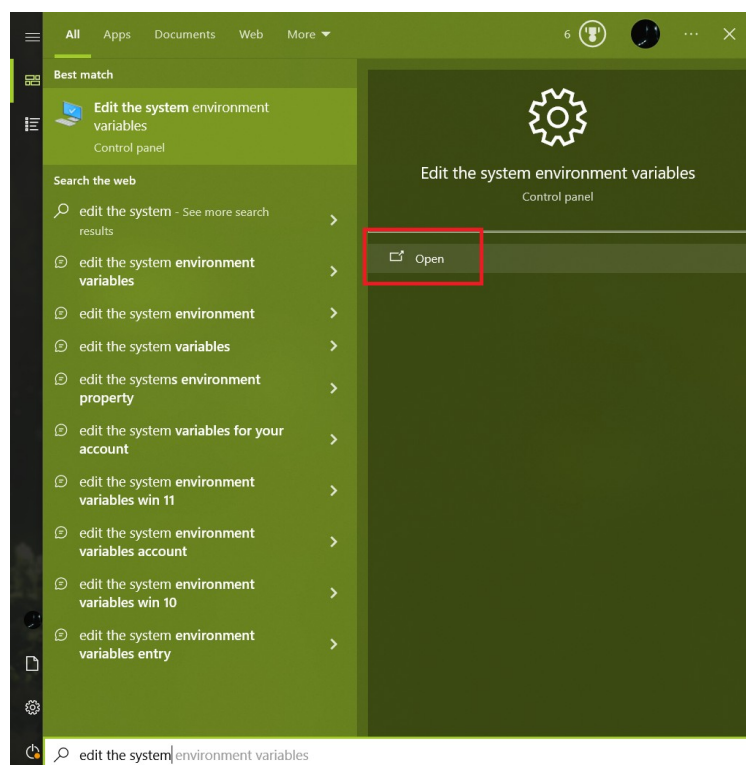 All Apps Documents Web More
6
Best match
Edit the system environment
variables
Control panel
Search the web
edit the system - See more search
results
edit the system environment
variables
edit the system environment
edit the system variables
edit the systems environment
property
edit the system variables for your
account
edit the system environment
variables win 11
edit the system environment
variables account
edit the system environment
variables win 10
edit the system environment
variables entry
Edit the system environment variables
Control panel
Open
edit the system environment variables